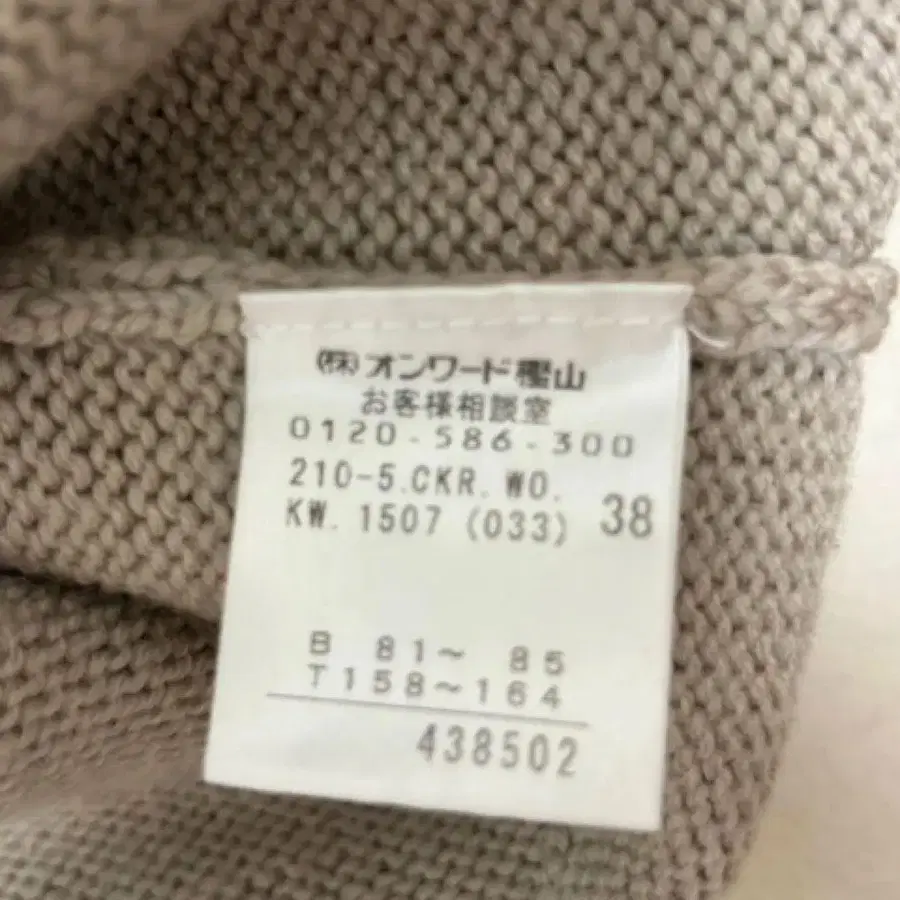 ㈱オンワード樫山
お客様相談室
0120-586-300
210-5.CKR.WO.
KW.1507 (033) 38
B 81～ 85
T158～164
438502